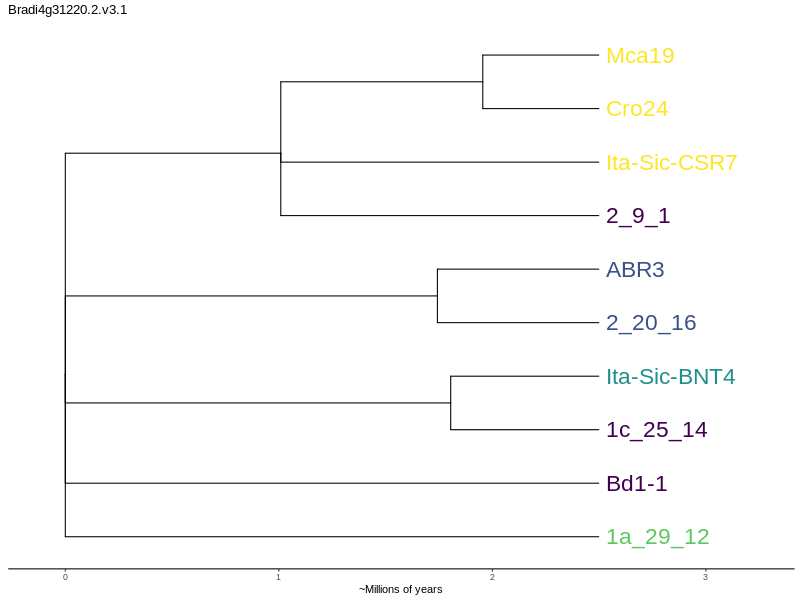 Bradi4g31220.2.v3.1
Mca19
Cro24
Ita-Sic-CSR7
2_9_1
ABR3
2_20_16
Ita-Sic-BNT4
1c_25_14
Bd1-1
1a_29_12
0 1 2 3
~Millions of years